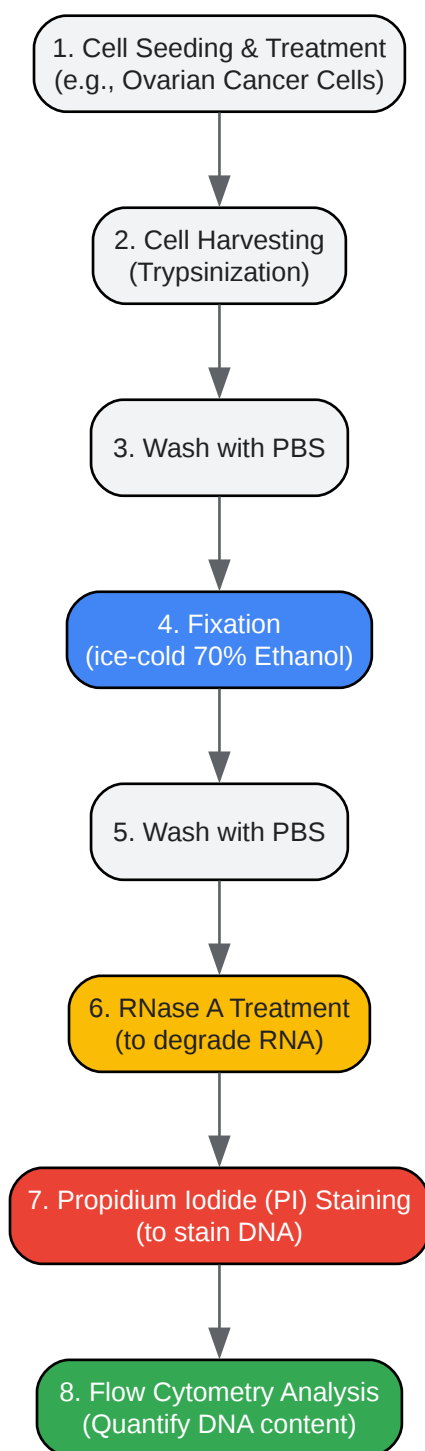 1. Cell Seeding & Treatment
(e.g., Ovarian Cancer Cells)
2. Cell Harvesting
(Trypsinization)
3. Wash with PBS
4. Fixation
(ice-cold 70% Ethanol)
5. Wash with PBS
6. RNase A Treatment
(to degrade RNA)
7. Propidium Iodide (PI) Staining
(to stain DNA)
8. Flow Cytometry Analysis
(Quantify DNA content)